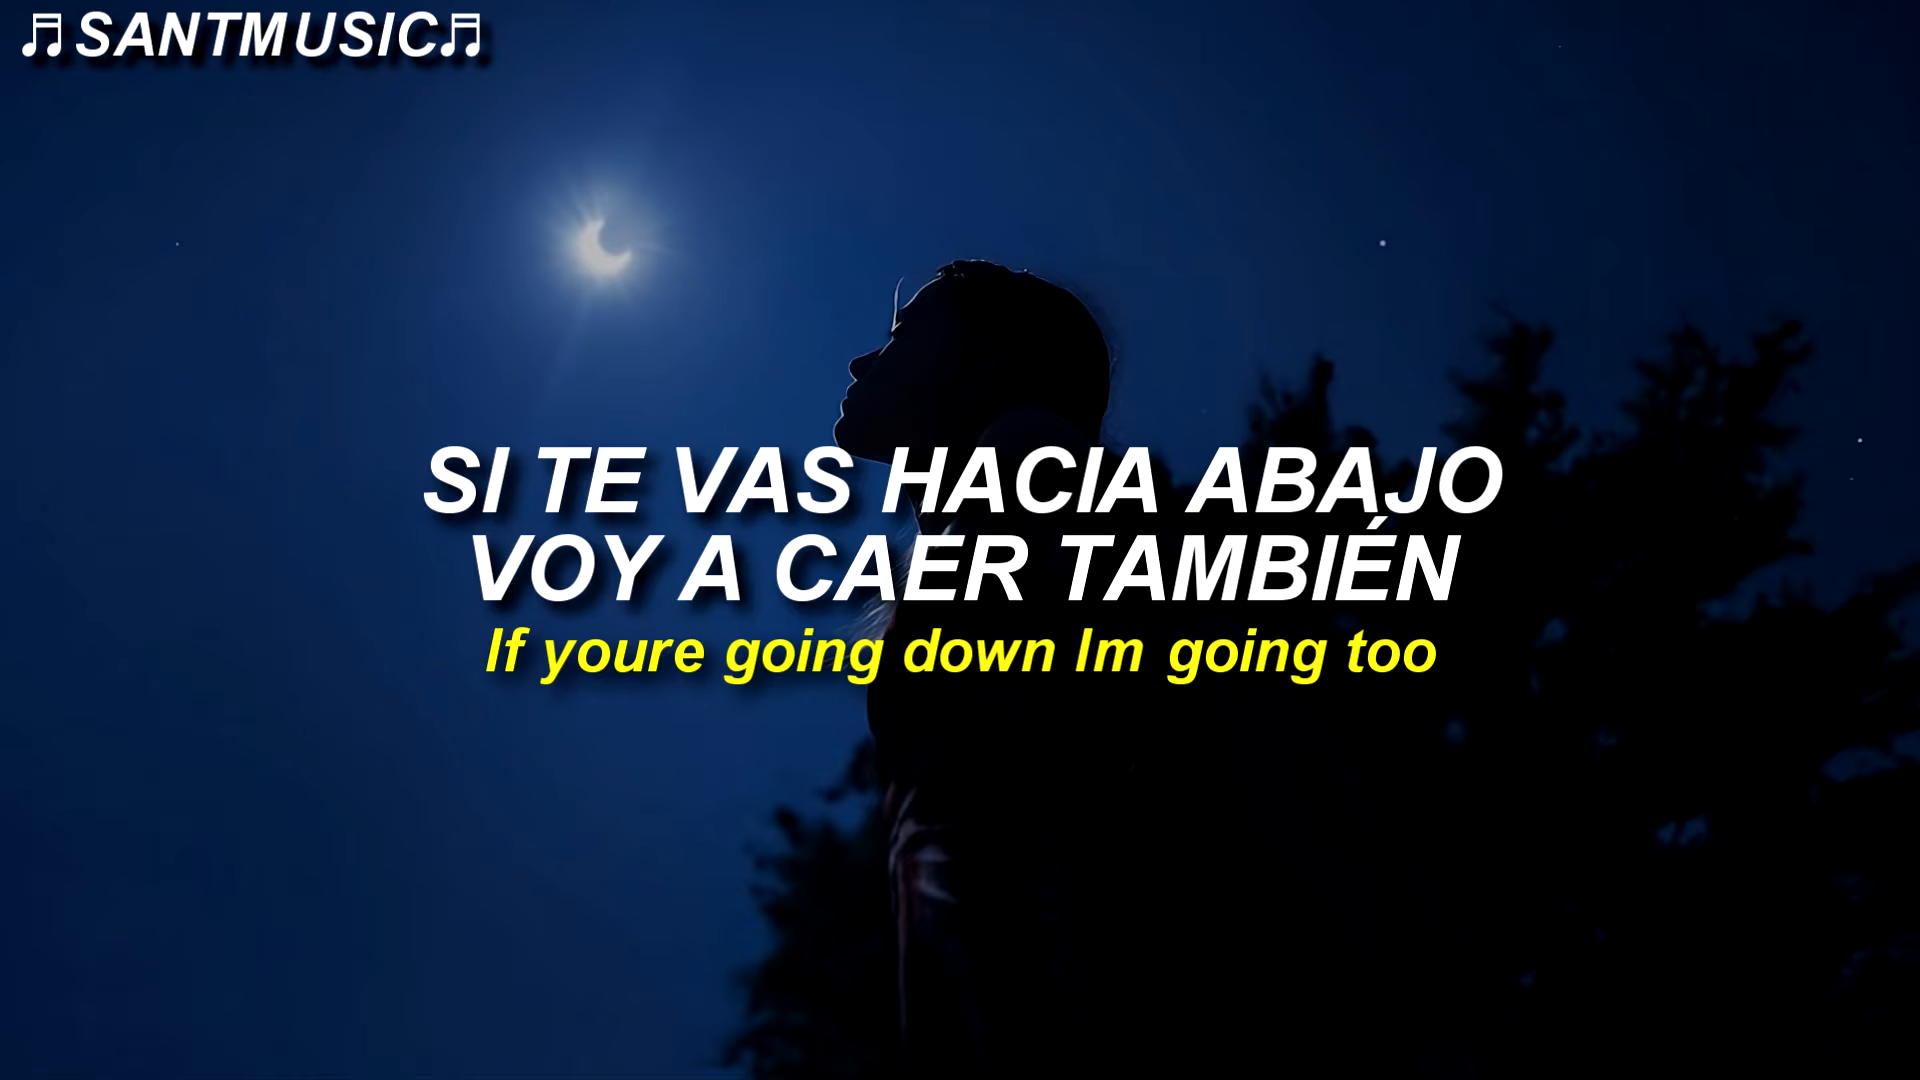 ♬SANTMUSIC♬
SI TE VAS HACIA ABAJO
VOY A CAER TAMBIÉN
If youre going down Im going too